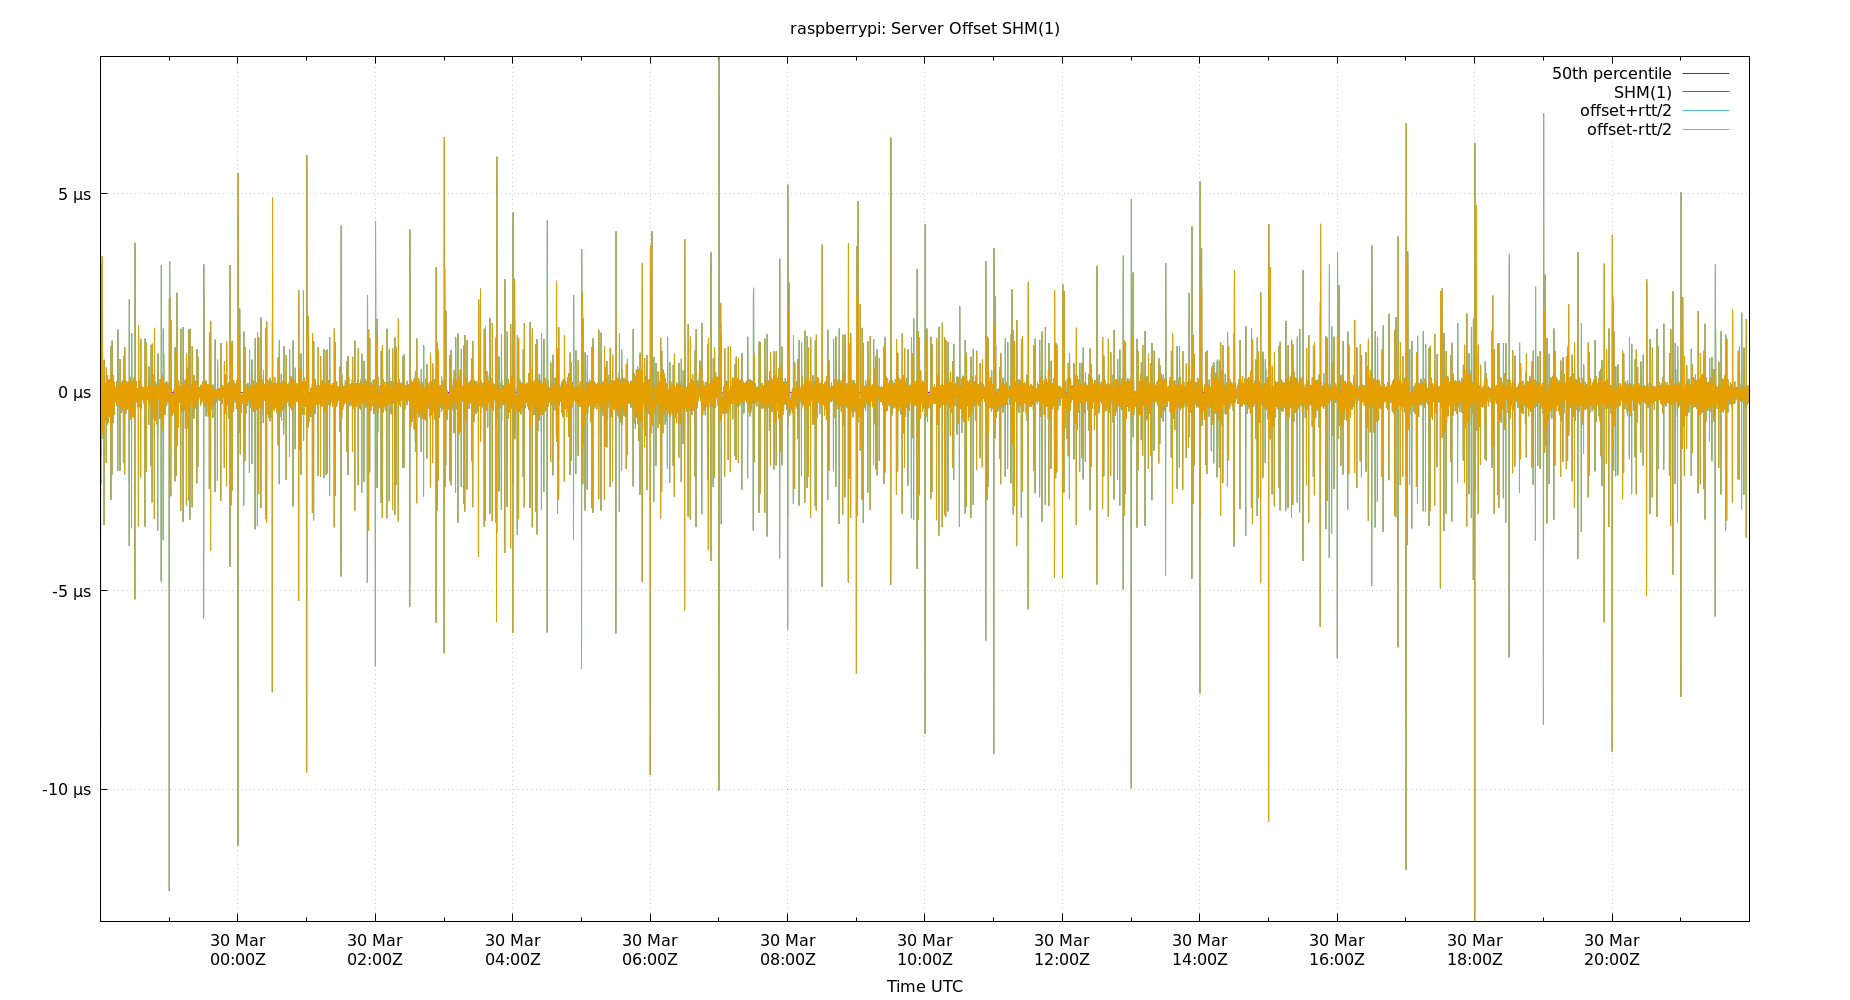 raspberrypi: Server Offset SHM(1)
50th percentile
SHM(1)
offset+rtt/2
offset-rtt/2
5 µs
0 µs
-5 µs
-10 µs
30 Mar 30 Mar 30 Mar 30 Mar 30 Mar 30 Mar 30 Mar 30 Mar 30 Mar 30 Mar 30 Mar
00:00Z 02:00Z 04:00Z 06:00Z 08:00Z 10:00Z 12:00Z 14:00Z 16:00Z 18:00Z 20:00Z
Time UTC